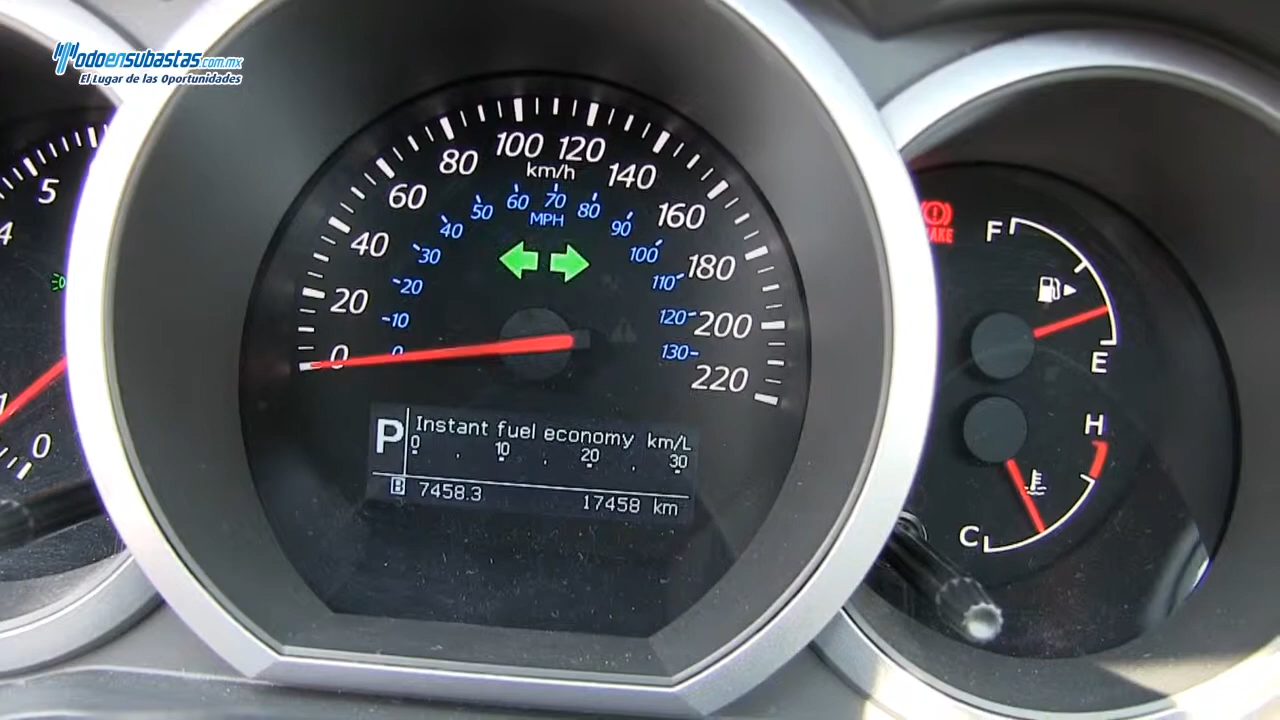 Todoensubastas.com.mx
El Lugar de las Oportunidades
5
4
1
0
0
20
40
60
80
100
120
140
160
180
200
220
km/h
0
10
20
30
40
50
60
70
80
90
100
110
120
130
MPH
P
Instant fuel economy km/L
0 10 20 30
B 7458.3 17458 km
BRAKE
F
E
H
C